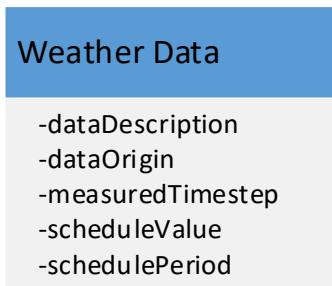 Weather Data
-dataDescription
-dataOrigin
-measuredTimestep
-scheduleValue
-schedulePeriod